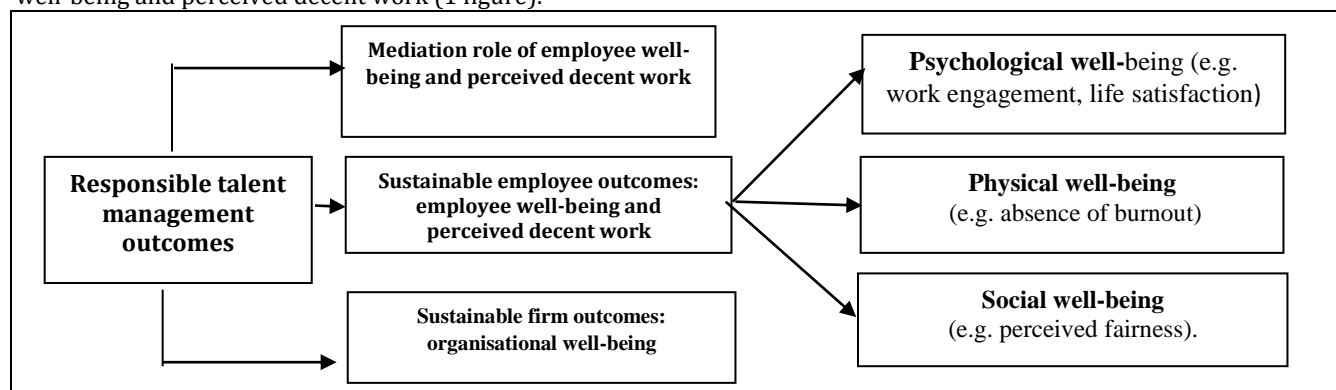 well-being and perceived decent work (1 figure).
Mediation role of employee well-
being and perceived decent work
Responsible talent
management
outcomes
Sustainable employee outcomes:
employee well-being and
perceived decent work
Sustainable firm outcomes:
organisational well-being
Psychological well-being (e.g.
work engagement, life satisfaction)
Physical well-being
(e.g. absence of burnout)
Social well-being
(e.g. perceived fairness).